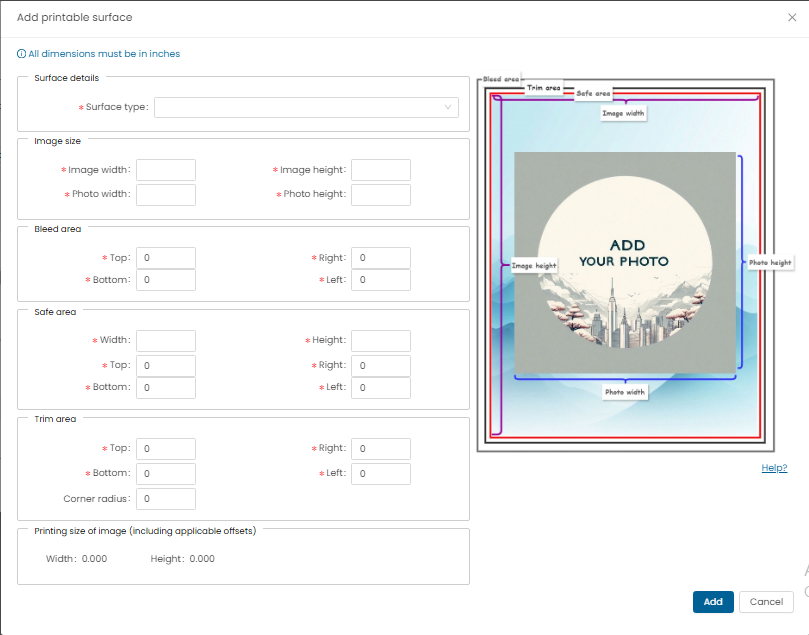 Add printable surface
All dimensions must be in inches
Surface details
* Surface type:
Image size
* Image width:
* Image height:
* Photo width:
* Photo height:
Bleed area
* Top: 0
* Right: 0
* Bottom: 0
* Left: 0
Safe area
* Width:
* Height:
* Top: 0
* Right: 0
* Bottom: 0
* Left: 0
Trim area
* Top: 0
* Right: 0
* Bottom: 0
* Left: 0
Corner radius: 0
Printing size of image (including applicable offsets)
Width: 0.000
Height: 0.000
Bleed area
Trim area
Safe area
Image width
ADD
YOUR PHOTO
Image height
Photo height
Photo width
Help?
Add
Cancel